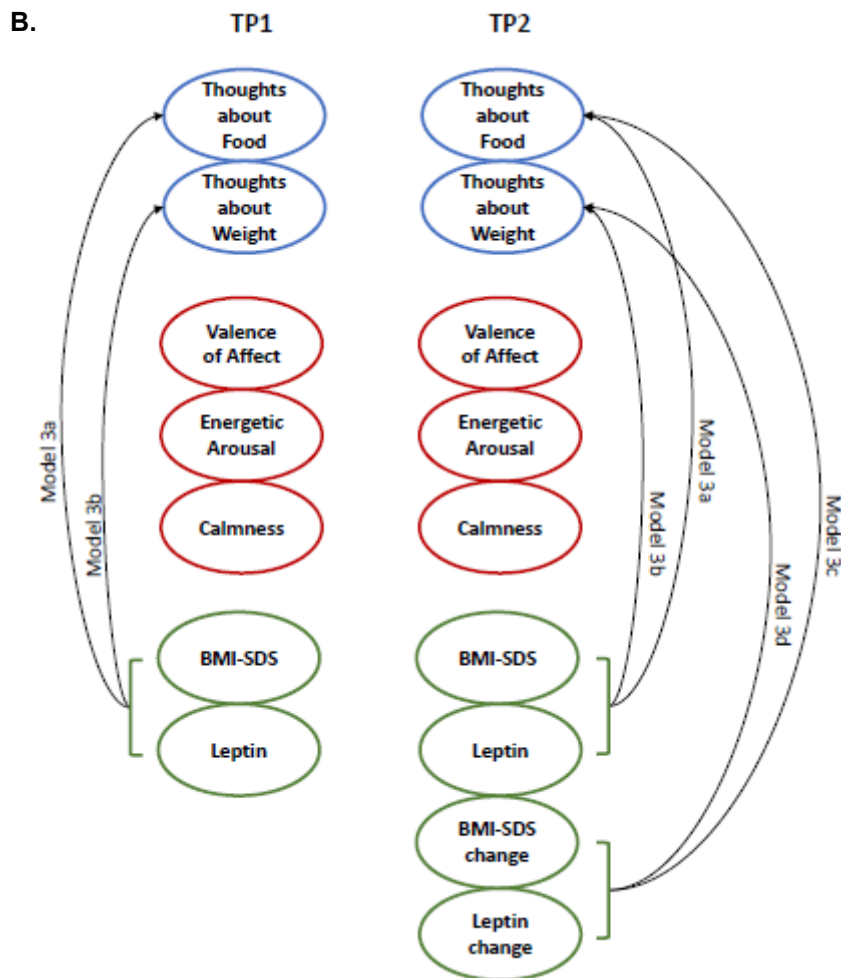 B.
TP1
TP2
Thoughts
about
Food
Thoughts
about
Weight
Valence
of Affect
Energetic
Arousal
Calmness
BMI-SDS
Leptin
Model 3a
Model 3b
Thoughts
about
Food
Thoughts
about
Weight
Valence
of Affect
Energetic
Arousal
Calmness
BMI-SDS
Leptin
BMI-SDS
change
Leptin
change
Model 3b
Model 3a
Model 3d
Model 3c